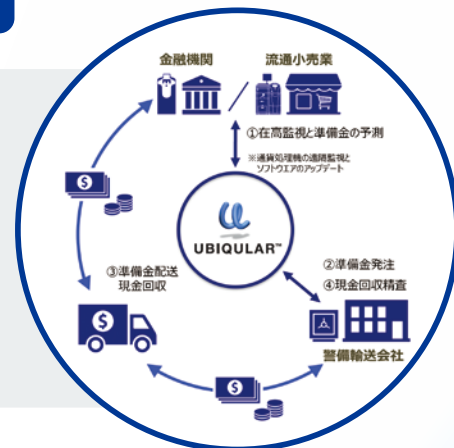 金融機関
流通小売業
①在高監視と準備金の予測
※通貨処理機の遠隔監視と
ソフトウエアのアップデート
UBIQULAR™
③準備金配送
現金回収
②準備金発注
④現金回収精査
警備輸送会社